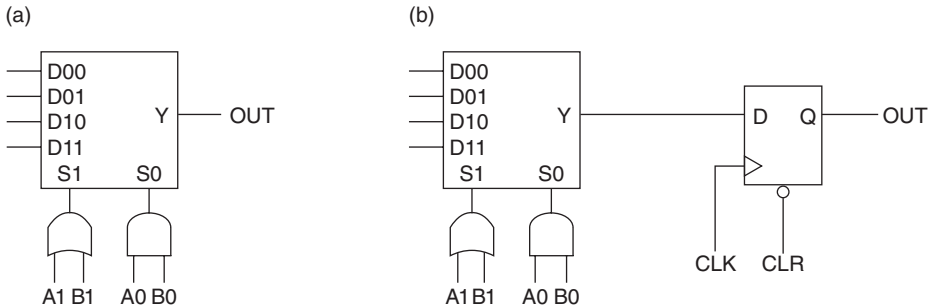 (a)
D00
D01
D10
D11
Y
OUT
S1
S0
A1 B1
A0 B0
(b)
D00
D01
D10
D11
Y
S1
S0
A1 B1
A0 B0
D
Q
OUT
CLK
CLR